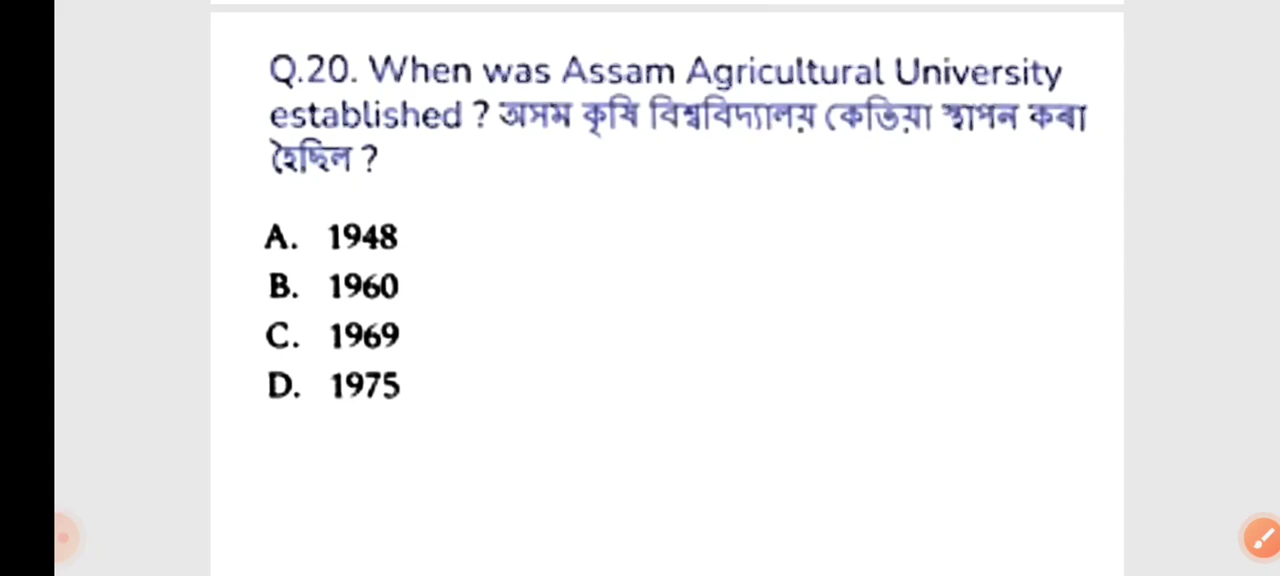 Q.20. When was Assam Agricultural University
established ? অসম কৃষি বিশ্ববিদ্যালয় কেতিয়া স্থাপন কৰা
হৈছিল ?
A. 1948
B. 1960
C. 1969
D. 1975